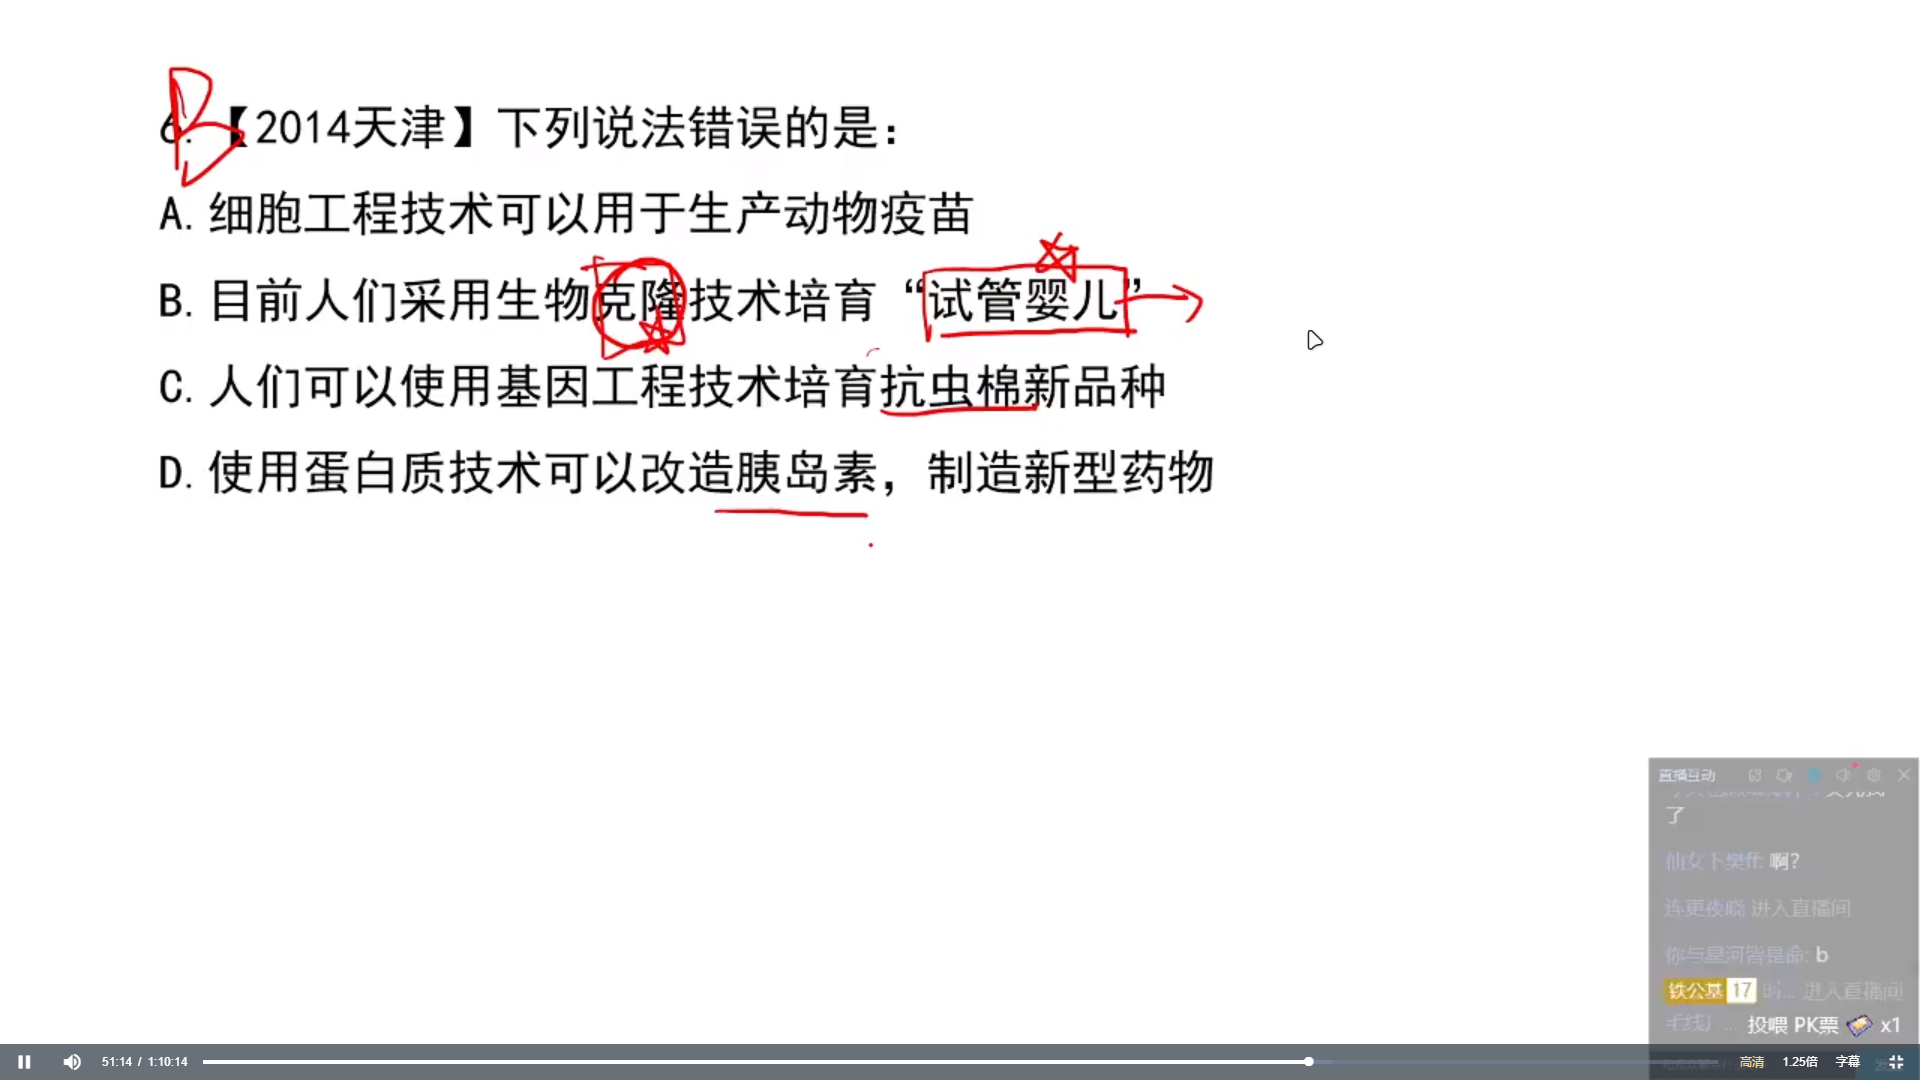 B
6.【2014天津】下列说法错误的是：
A. 细胞工程技术可以用于生产动物疫苗
B. 目前人们采用生物克隆技术培育“试管婴儿”
C. 人们可以使用基因工程技术培育抗虫棉新品种
D. 使用蛋白质技术可以改造胰岛素，制造新型药物
直播互动
了
仙女下樊ff: 啊?
连更夜晓 进入直播间
你与星河皆是命: b
铁公基 17 进入直播间
投喂 PK票 x1
51:14 / 1:10:14 高清 1.25倍 字幕